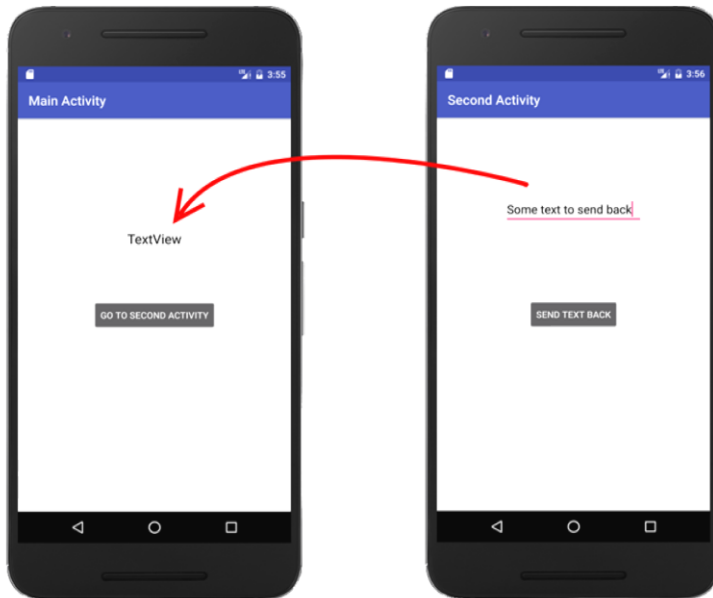 3:55
Main Activity
TextView
GO TO SECOND ACTIVITY
3:56
Second Activity
Some text to send back
SEND TEXT BACK